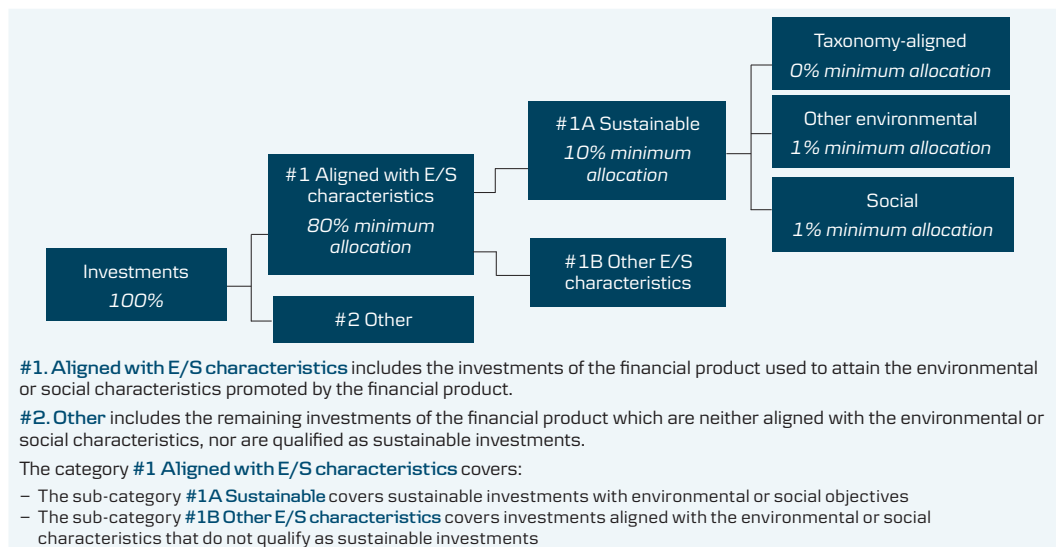 Taxonomy-aligned
0% minimum allocation
#1A Sustainable
10% minimum
allocation
Other environmental
1% minimum allocation
#1 Aligned with E/S
characteristics
80% minimum
allocation
Social
1% minimum allocation
#1B Other E/S
characteristics
Investments
100%
#2 Other
#1. Aligned with E/S characteristics includes the investments of the financial product used to attain the environmental
or social characteristics promoted by the financial product.
#2. Other includes the remaining investments of the financial product which are neither aligned with the environmental or
social characteristics, nor are qualified as sustainable investments.
The category #1 Aligned with E/S characteristics covers:
– The sub-category #1A Sustainable covers sustainable investments with environmental or social objectives
– The sub-category #1B Other E/S characteristics covers investments aligned with the environmental or social
characteristics that do not qualify as sustainable investments